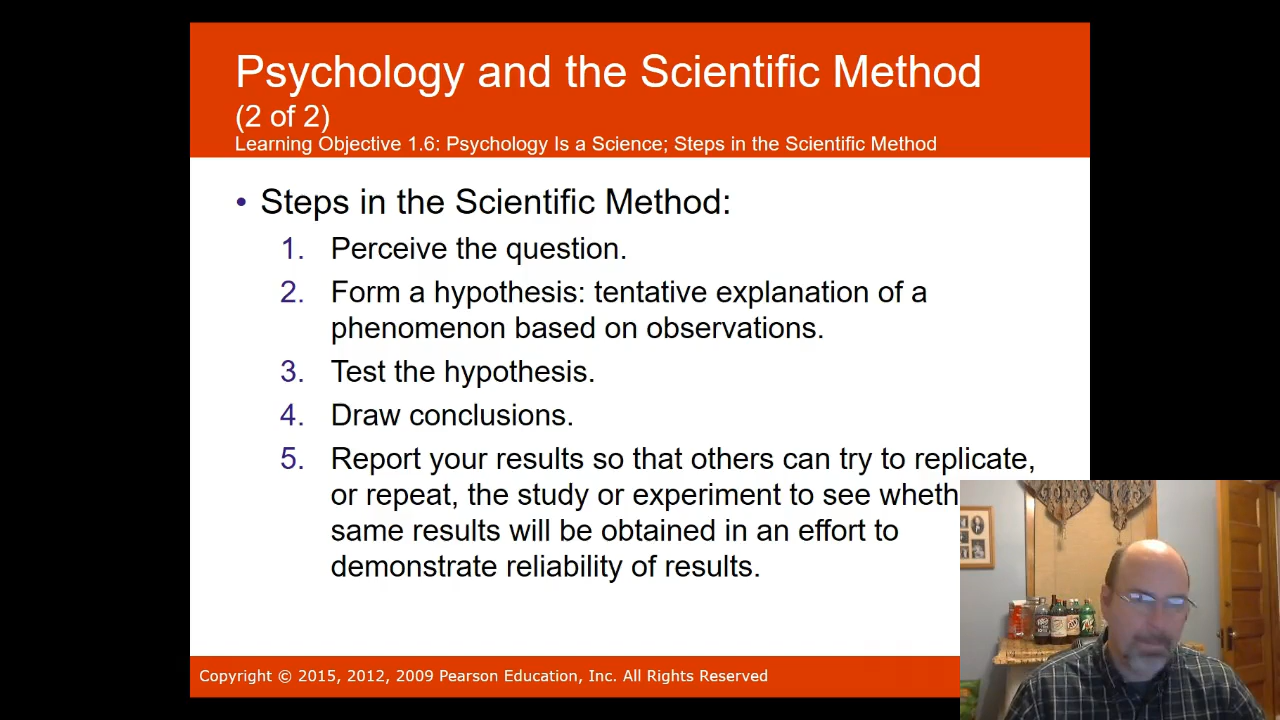 Psychology and the Scientific Method
(2 of 2)
Learning Objective 1.6: Psychology Is a Science; Steps in the Scientific Method
• Steps in the Scientific Method:
1. Perceive the question.
2. Form a hypothesis: tentative explanation of a
phenomenon based on observations.
3. Test the hypothesis.
4. Draw conclusions.
5. Report your results so that others can try to replicate,
or repeat, the study or experiment to see wheth
same results will be obtained in an effort to
demonstrate reliability of results.
Copyright © 2015, 2012, 2009 Pearson Education, Inc. All Rights Reserved